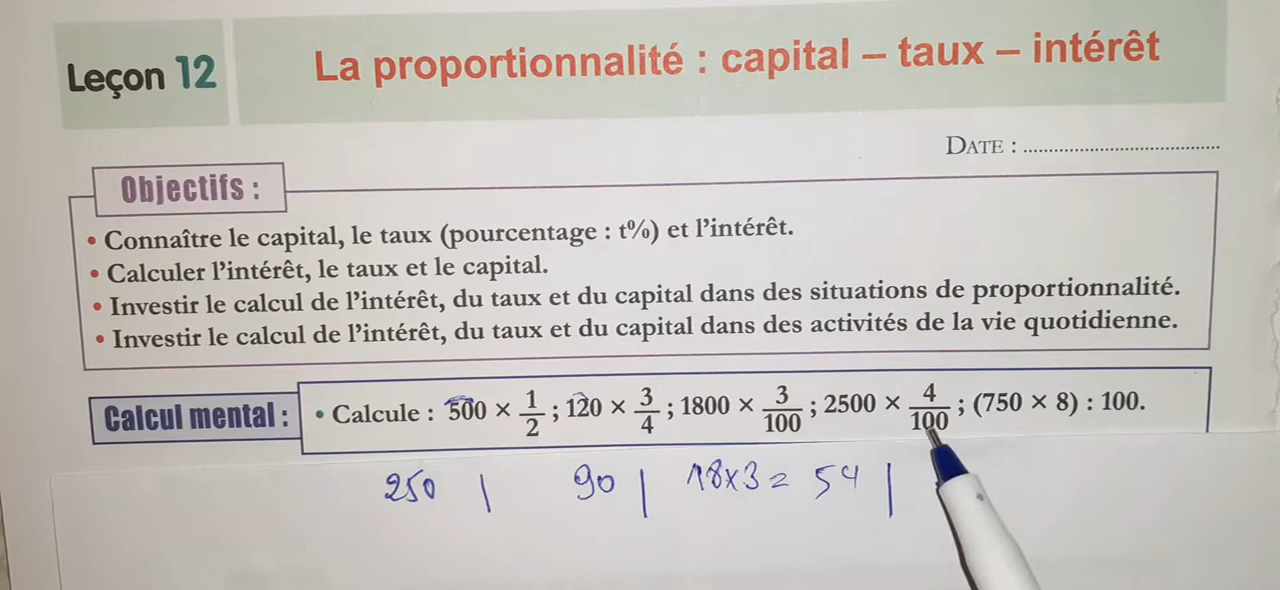 Leçon 12
La proportionnalité : capital – taux – intérêt
DATE : ........................................
Objectifs :
• Connaître le capital, le taux (pourcentage : t%) et l'intérêt.
• Calculer l'intérêt, le taux et le capital.
• Investir le calcul de l'intérêt, du taux et du capital dans des situations de proportionnalité.
• Investir le calcul de l'intérêt, du taux et du capital dans des activités de la vie quotidienne.
Calcul mental :
• Calcule : 500 × 1/2 ; 120 × 3/4 ; 1800 × 3/100 ; 2500 × 4/100 ; (750 × 8) : 100.
250 | 90 | 18×3 = 54 |